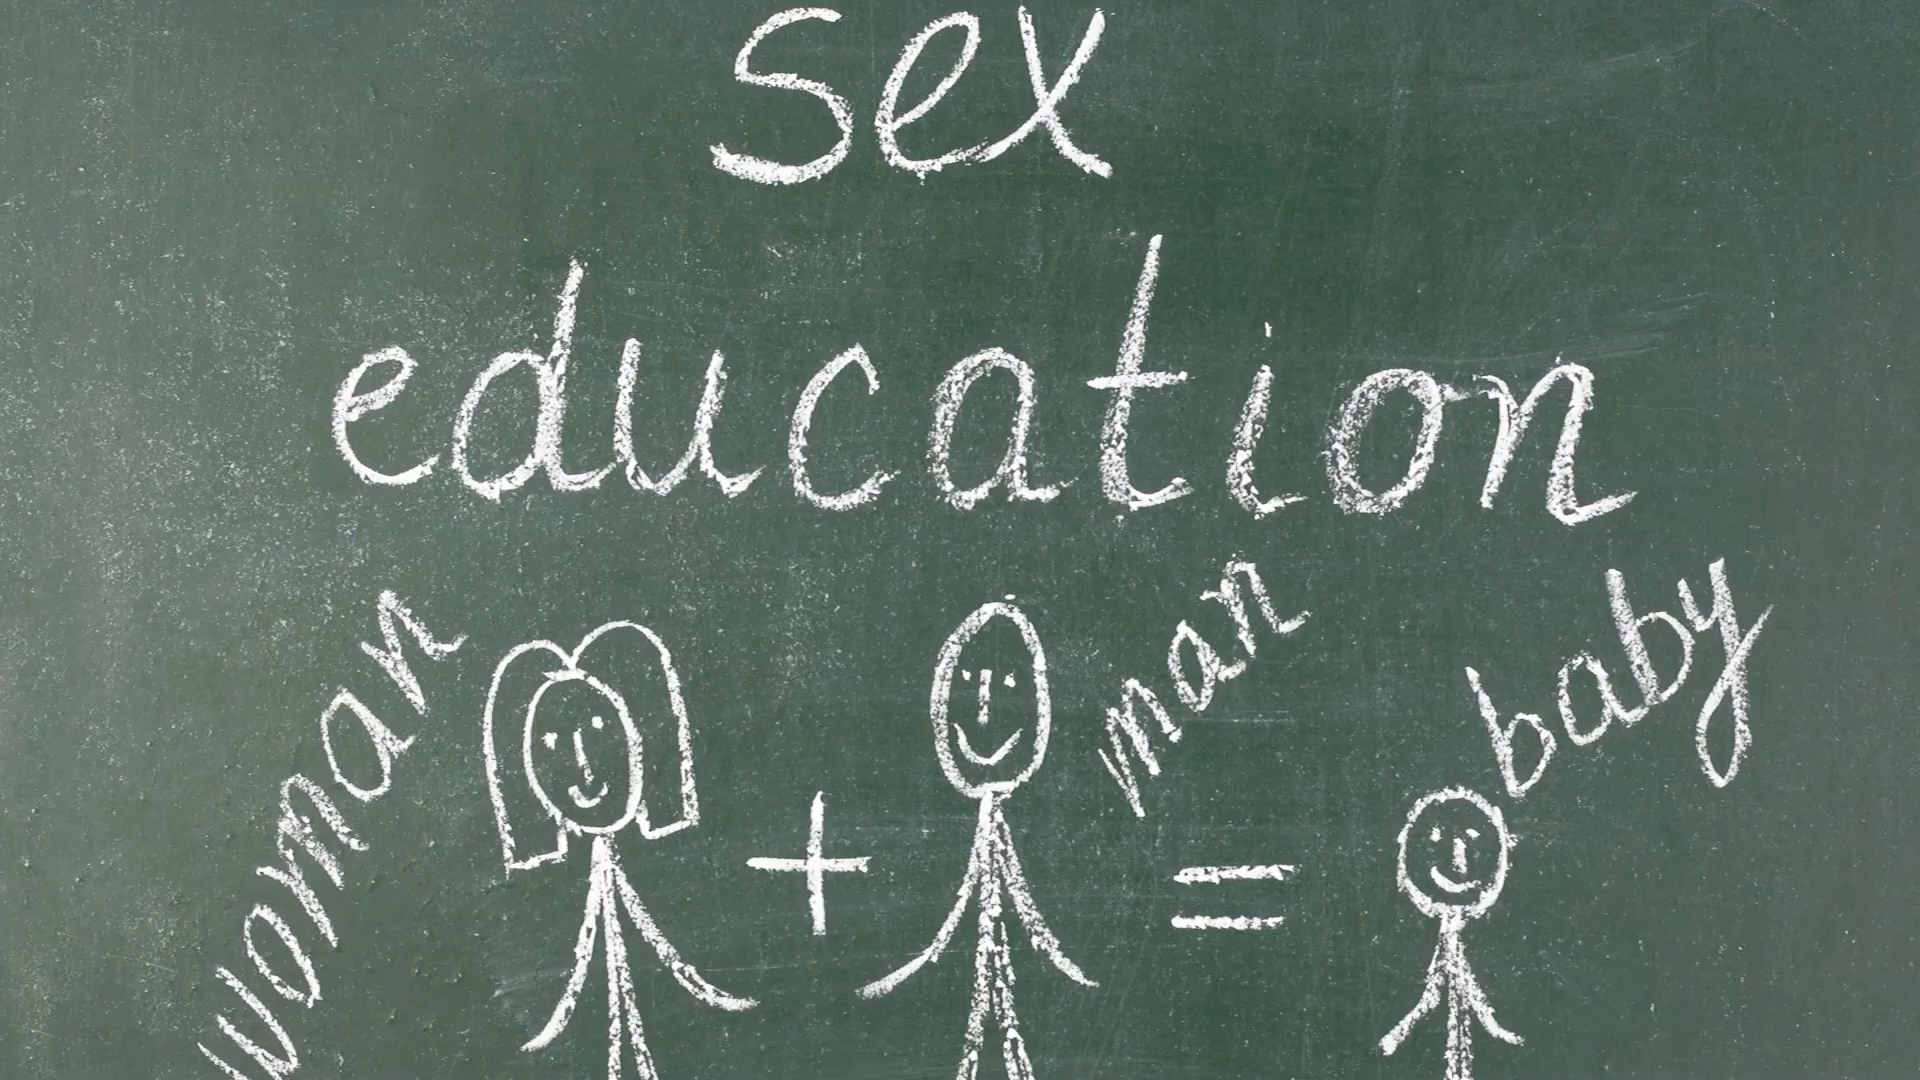 sex
education
woman
+
man
=
baby